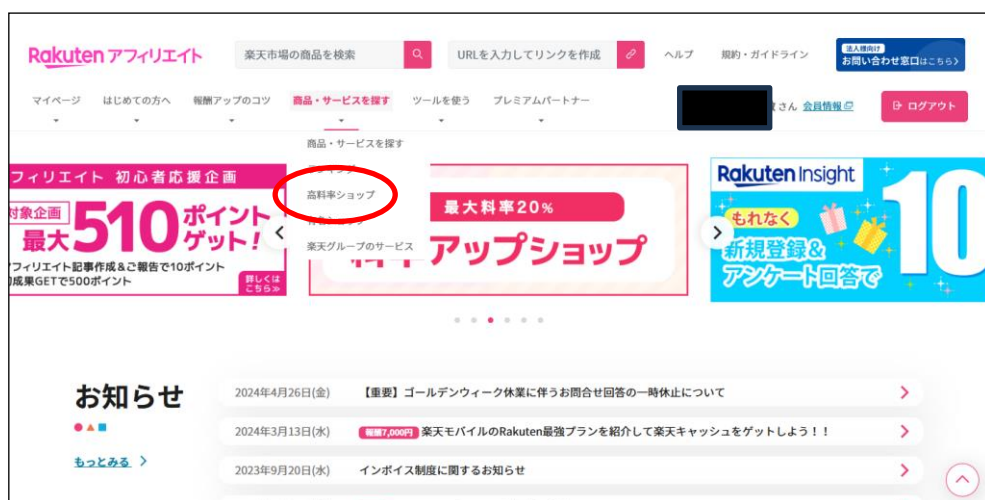 Rakuten アフィリエイト
楽天市場の商品を検索
URLを入力してリンクを作成
ヘルプ
規約・ガイドライン
法人様向け
お問い合わせ窓口はこちら〉
マイページ
はじめての方へ
報酬アップのコツ
商品・サービスを探す
ツールを使う
プレミアムパートナー
さん 会員情報
ログアウト
商品・サービスを探す
高料率ショップ
楽天グループのサービス
フィリエイト 初心者応援企画
対象企画
最大510ポイント
ゲット!
フィリエイト記事作成&ご報告で10ポイント
成果GETで500ポイント
詳しくは
こちら≫
最大料率20%
アップショップ
Rakuten Insight
もれなく
新規登録&
アンケート回答で
10
お知らせ
もっとみる 〉
2024年4月26日(金) 【重要】ゴールデンウィーク休業に伴うお問合せ回答の一時休止について
2024年3月13日(水) 報酬7,000円 楽天モバイルのRakuten最強プランを紹介して楽天キャッシュをゲットしよう!!
2023年9月20日(水) インボイス制度に関するお知らせ